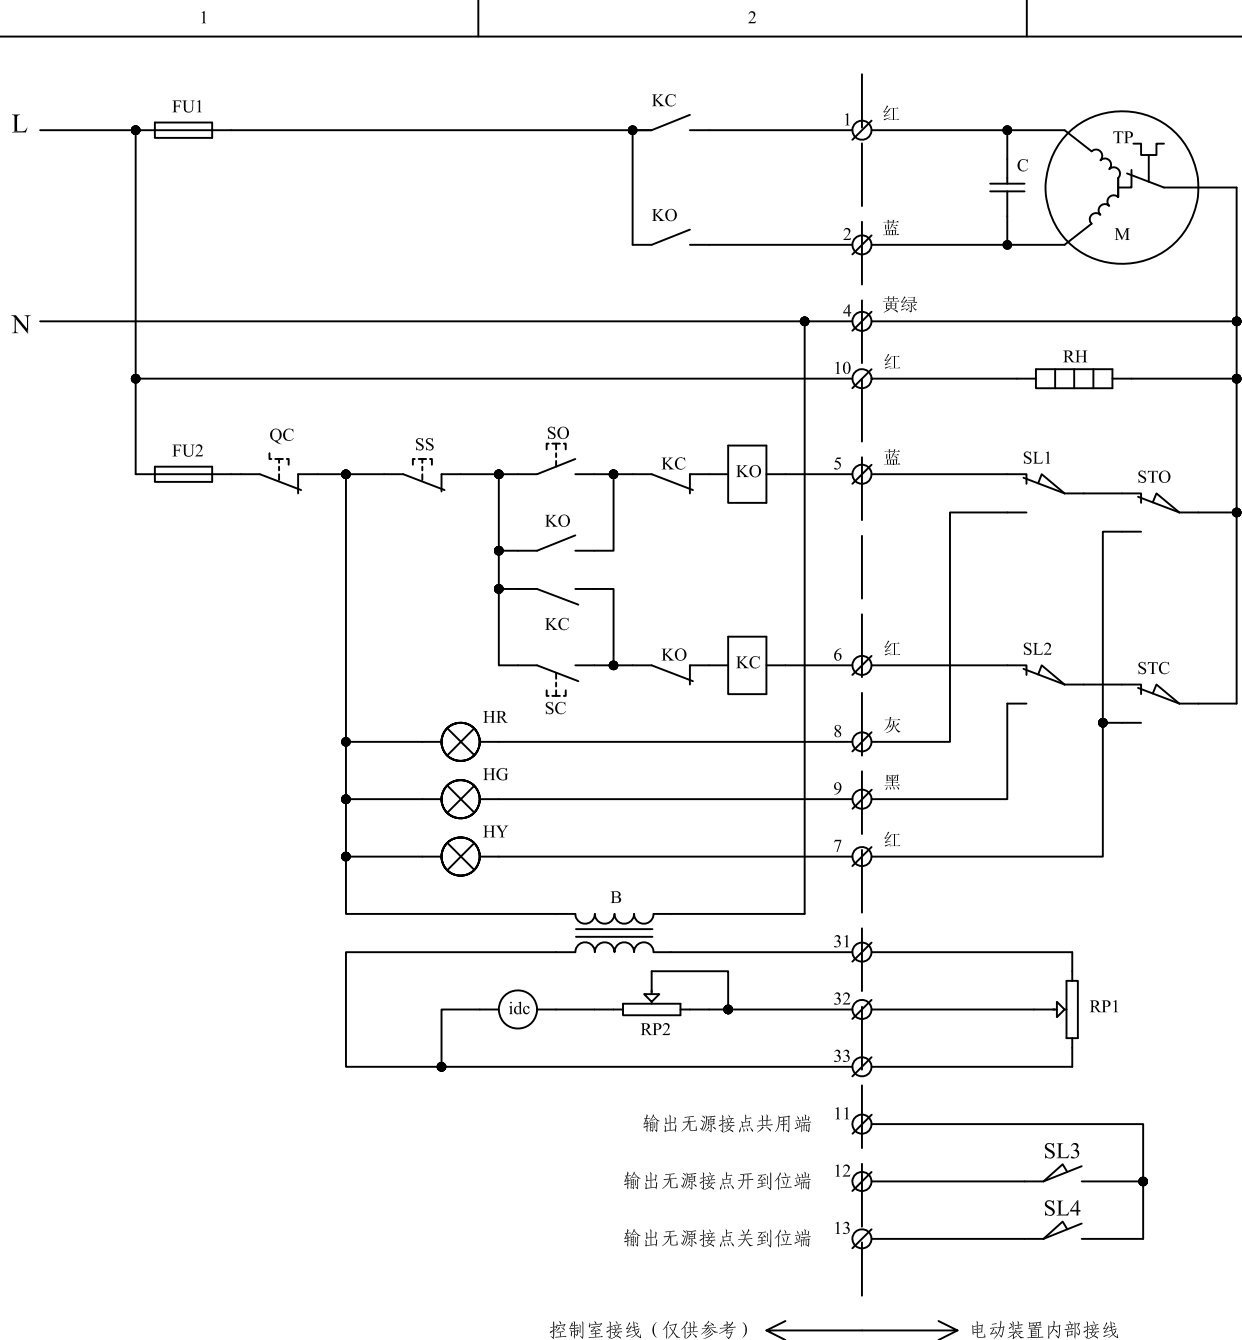 1 2
L FU1 KC 1 红 TP
C
KO 2 蓝 M
N 4 黄绿
10 红 RH
FU2 QC SS SO KC KO 5 蓝 SL1 STO
KO
KC
SC KO KC 6 红 SL2 STC
HR 8 灰
HG 9 黑
HY 7 红
B
31
idc RP2 32 RP1
33
输出无源接点共用端 11
输出无源接点开到位端 12 SL3
输出无源接点关到位端 13 SL4
控制室接线（仅供参考） 电动装置内部接线